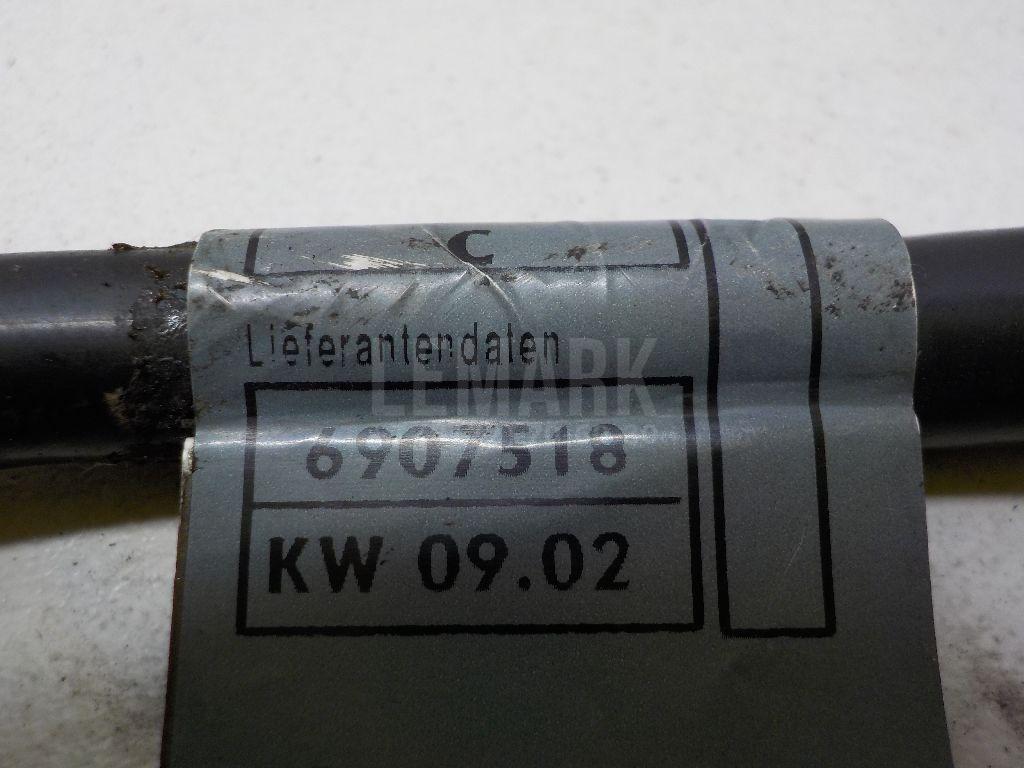 C
Lieferantendaten
LEMARK
6907518
KW 09.02